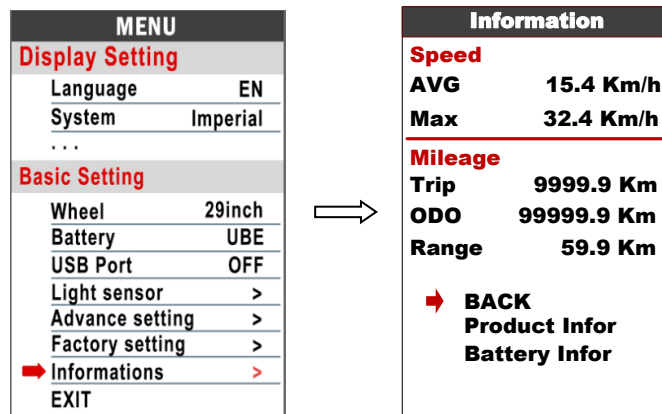 MENU
Display Setting
Language EN
System Imperial
...
Basic Setting
Wheel 29inch
Battery UBE
USB Port OFF
Light sensor >
Advance setting >
Factory setting >
Informations >
EXIT
Information
Speed
AVG 15.4 Km/h
Max 32.4 Km/h
Mileage
Trip 9999.9 Km
ODO 99999.9 Km
Range 59.9 Km
BACK
Product Infor
Battery Infor